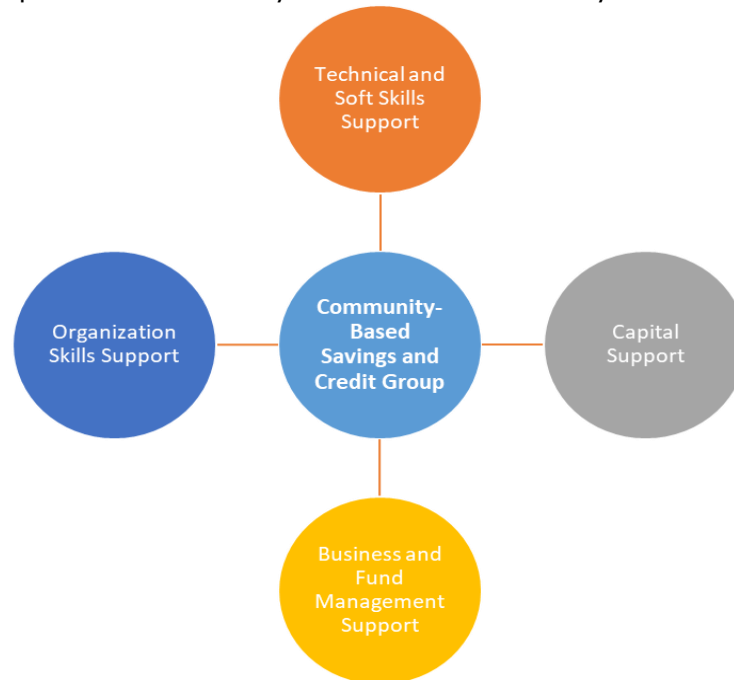 Technical and
Soft Skills
Support
Organization
Skills Support
Community-
Based
Savings and
Credit Group
Capital
Support
Business and
Fund
Management
Support